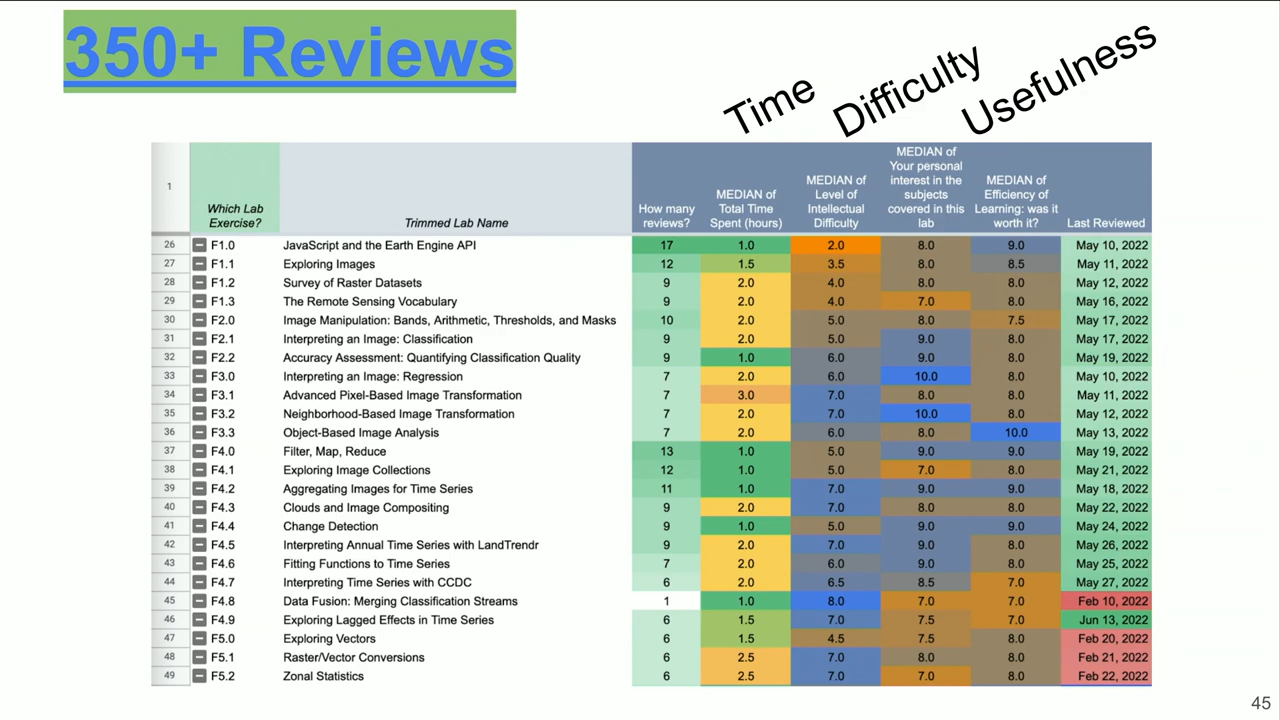 350+ Reviews
Time Difficulty Usefulness
1 Which Lab Exercise? Trimmed Lab Name How many reviews? MEDIAN of Total Time Spent (hours) MEDIAN of Level of Intellectual Difficulty MEDIAN of Your personal interest in the subjects covered in this lab MEDIAN of Efficiency of Learning: was it worth it? Last Reviewed
26 F1.0 JavaScript and the Earth Engine API 17 1.0 2.0 8.0 9.0 May 10, 2022
27 F1.1 Exploring Images 12 1.5 3.5 8.0 8.5 May 11, 2022
28 F1.2 Survey of Raster Datasets 9 2.0 4.0 8.0 8.0 May 12, 2022
29 F1.3 The Remote Sensing Vocabulary 9 2.0 4.0 7.0 8.0 May 16, 2022
30 F2.0 Image Manipulation: Bands, Arithmetic, Thresholds, and Masks 10 2.0 5.0 8.0 7.5 May 17, 2022
31 F2.1 Interpreting an Image: Classification 9 2.0 5.0 9.0 8.0 May 17, 2022
32 F2.2 Accuracy Assessment: Quantifying Classification Quality 9 1.0 6.0 9.0 8.0 May 19, 2022
33 F3.0 Interpreting an Image: Regression 7 2.0 6.0 10.0 8.0 May 10, 2022
34 F3.1 Advanced Pixel-Based Image Transformation 7 3.0 7.0 8.0 8.0 May 11, 2022
35 F3.2 Neighborhood-Based Image Transformation 7 2.0 7.0 10.0 8.0 May 12, 2022
36 F3.3 Object-Based Image Analysis 7 2.0 6.0 8.0 10.0 May 13, 2022
37 F4.0 Filter, Map, Reduce 13 1.0 5.0 9.0 9.0 May 19, 2022
38 F4.1 Exploring Image Collections 12 1.0 5.0 7.0 8.0 May 21, 2022
39 F4.2 Aggregating Images for Time Series 11 1.0 7.0 9.0 9.0 May 18, 2022
40 F4.3 Clouds and Image Compositing 9 2.0 7.0 8.0 8.0 May 22, 2022
41 F4.4 Change Detection 9 1.0 5.0 9.0 9.0 May 24, 2022
42 F4.5 Interpreting Annual Time Series with LandTrendr 9 2.0 7.0 9.0 8.0 May 26, 2022
43 F4.6 Fitting Functions to Time Series 7 2.0 6.0 9.0 8.0 May 25, 2022
44 F4.7 Interpreting Time Series with CCDC 6 2.0 6.5 8.5 7.0 May 27, 2022
45 F4.8 Data Fusion: Merging Classification Streams 1 1.0 8.0 7.0 7.0 Feb 10, 2022
46 F4.9 Exploring Lagged Effects in Time Series 6 1.5 7.0 7.5 7.0 Jun 13, 2022
47 F5.0 Exploring Vectors 6 1.5 4.5 7.5 8.0 Feb 20, 2022
48 F5.1 Raster/Vector Conversions 6 2.5 7.0 8.0 8.0 Feb 21, 2022
49 F5.2 Zonal Statistics 6 2.5 7.0 7.0 8.0 Feb 22, 2022
45